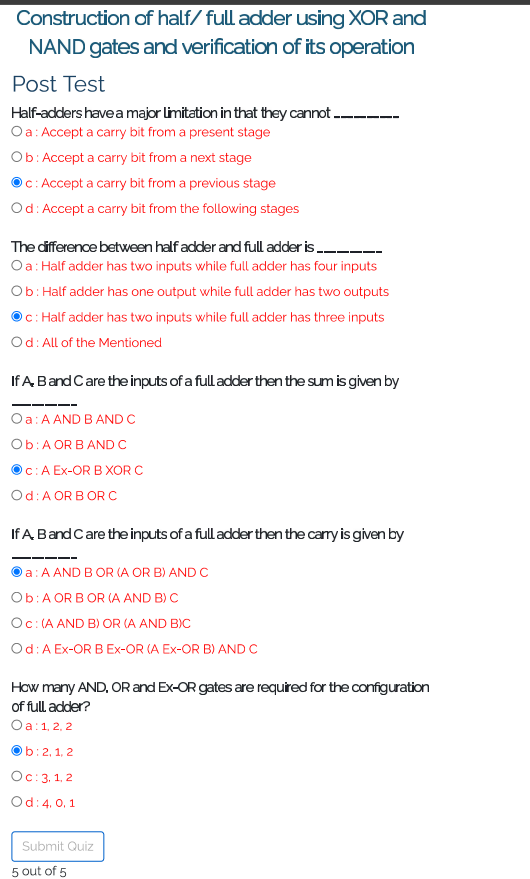 Construction of half/ full adder using XOR and
NAND gates and verification of its operation
Post Test
Half-adders have a major limitation in that they cannot __________
a : Accept a carry bit from a present stage
b : Accept a carry bit from a next stage
c : Accept a carry bit from a previous stage
d : Accept a carry bit from the following stages
The difference between half adder and full adder is __________
a : Half adder has two inputs while full adder has four inputs
b : Half adder has one output while full adder has two outputs
c : Half adder has two inputs while full adder has three inputs
d : All of the Mentioned
If A, B and C are the inputs of a full adder then the sum is given by
__________
a : A AND B AND C
b : A OR B AND C
c : A Ex-OR B XOR C
d : A OR B OR C
If A, B and C are the inputs of a full adder then the carry is given by
__________
a : A AND B OR (A OR B) AND C
b : A OR B OR (A AND B) C
c : (A AND B) OR (A AND B)C
d : A Ex-OR B Ex-OR (A Ex-OR B) AND C
How many AND, OR and Ex-OR gates are required for the configuration
of full adder?
a : 1, 2, 2
b : 2, 1, 2
c : 3, 1, 2
d : 4, 0, 1
Submit Quiz
5 out of 5